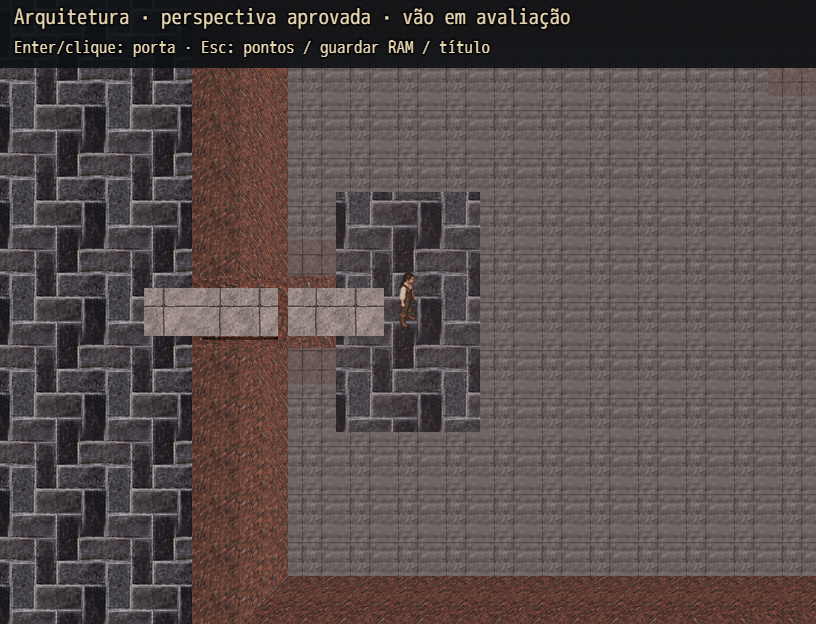 Arquitetura · perspectiva aprovada · vão em avaliação
Enter/clique: porta · Esc: pontos / guardar RAM / título